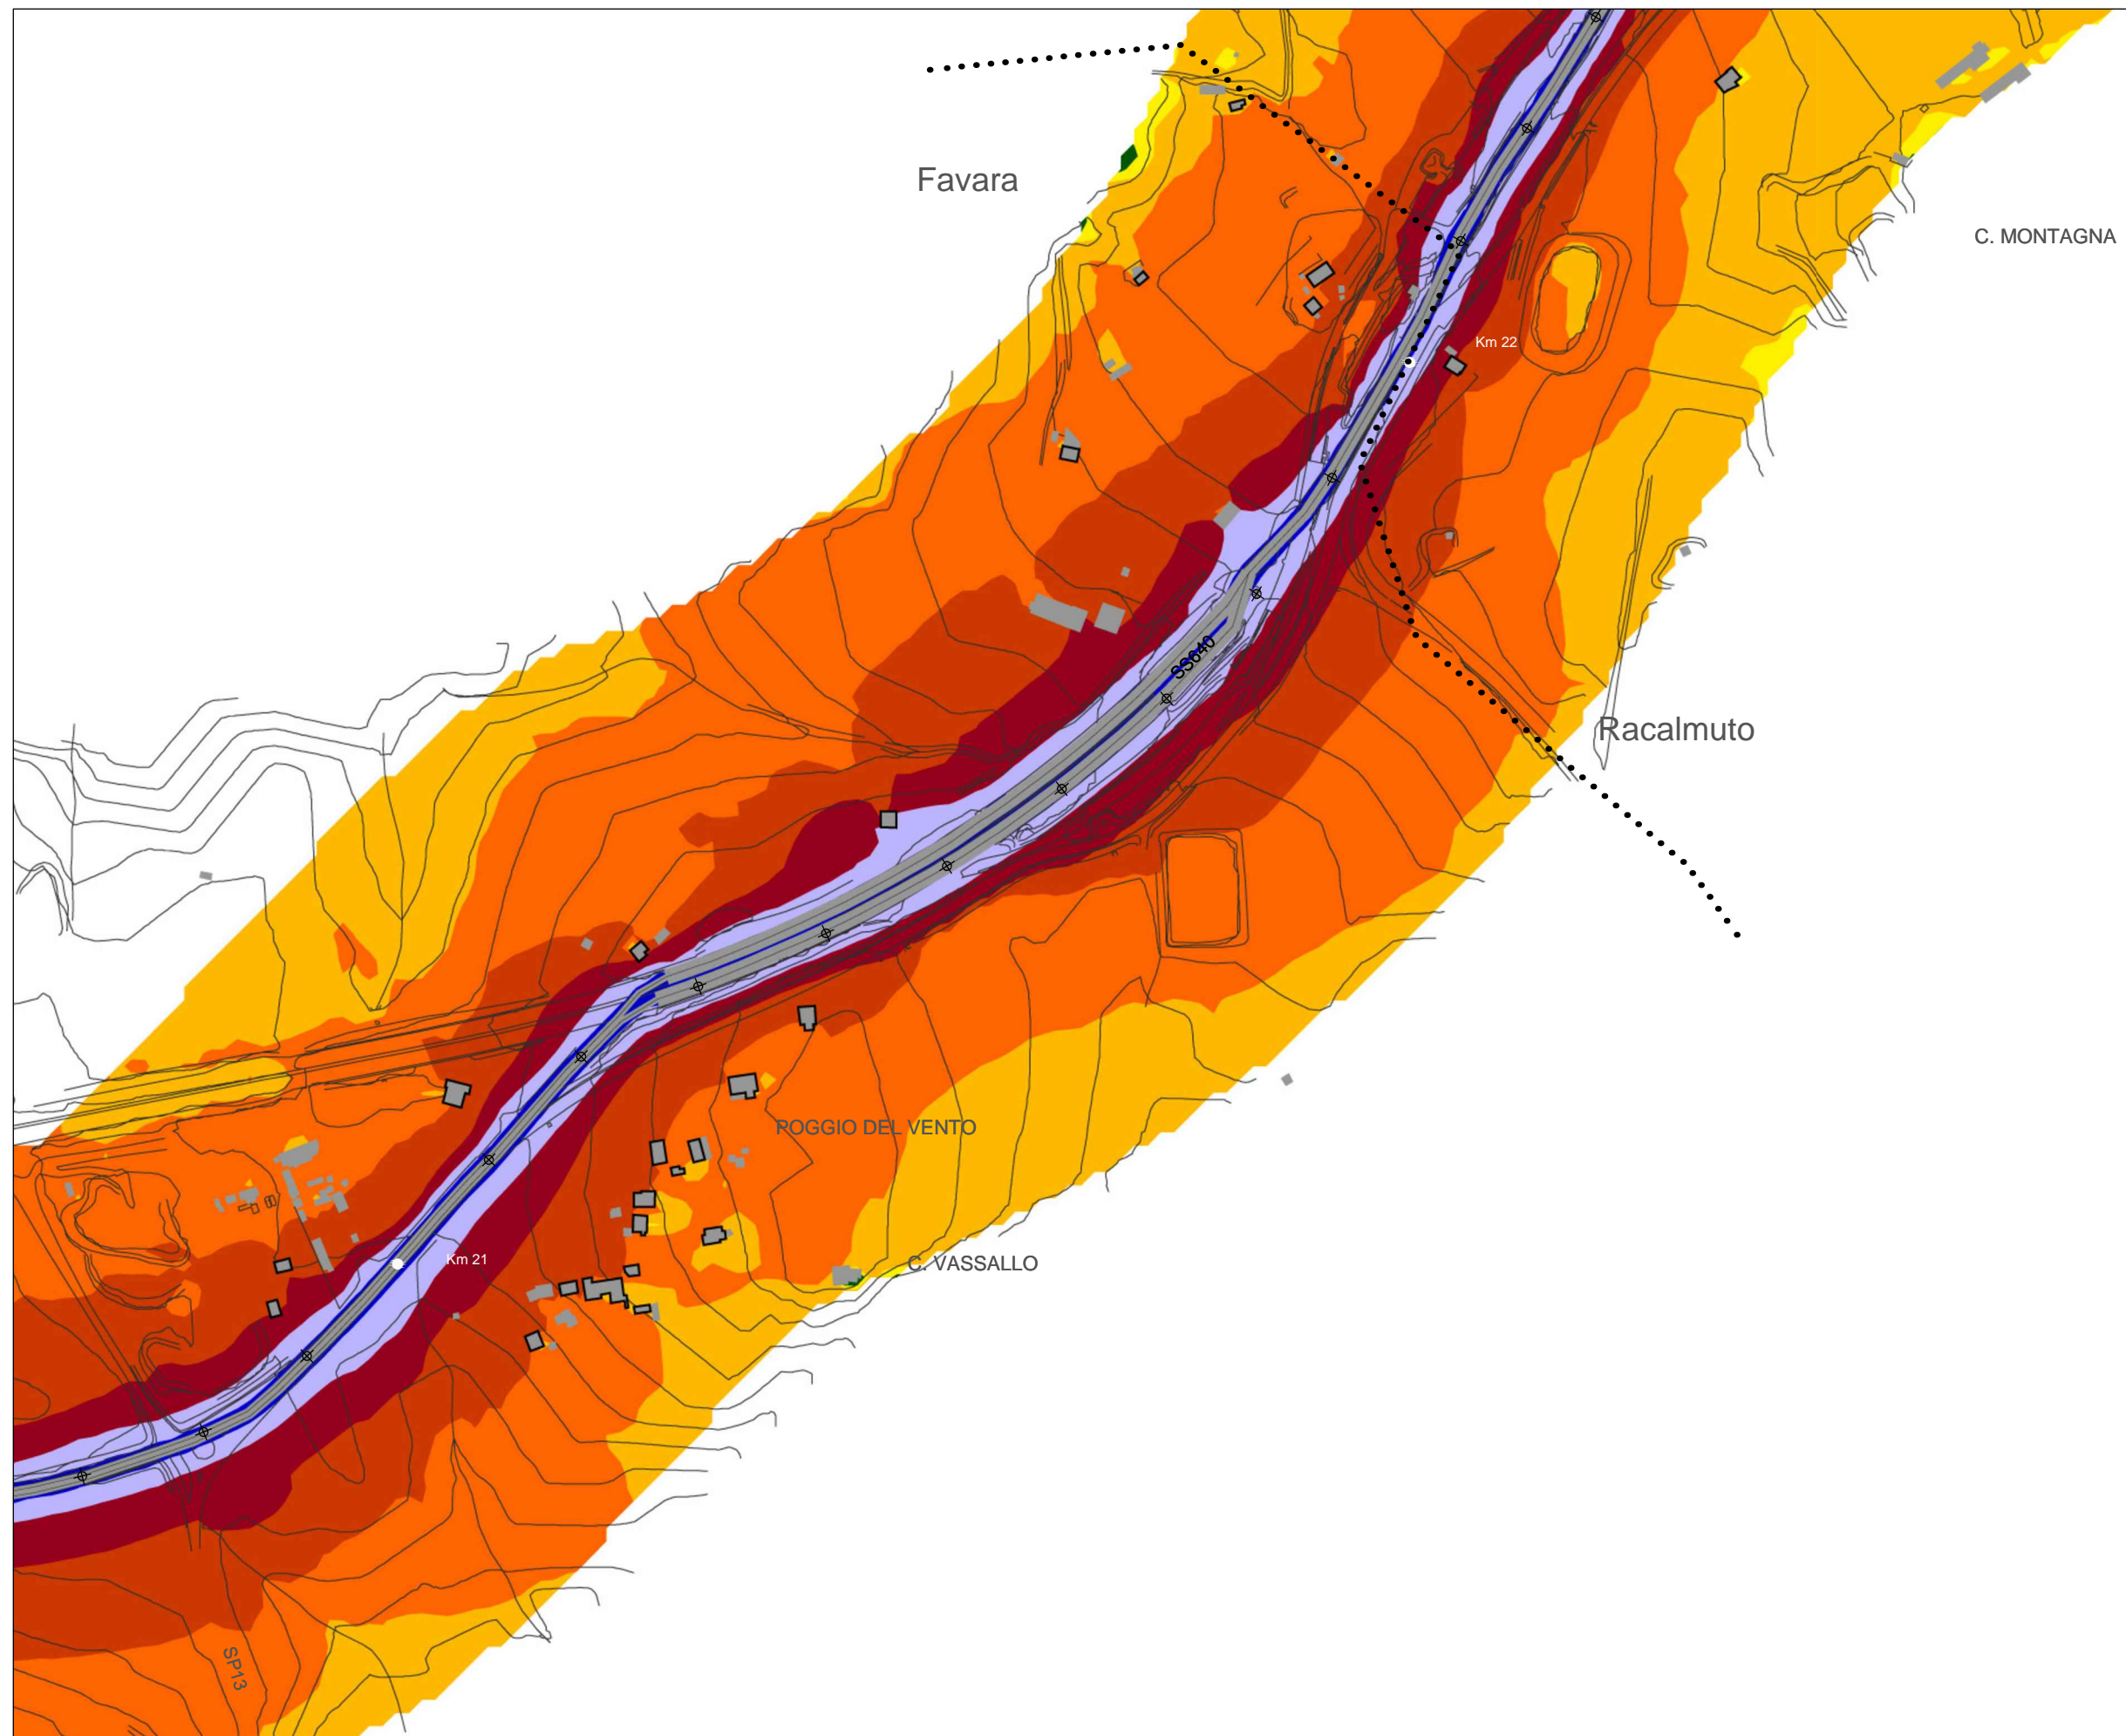 Favara
C. MONTAGNA
Km 22
SS640
Racalmuto
POGGIO DEL VENTO
C. VASSALLO
Km 21
SP13